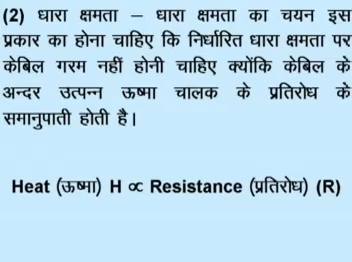 (2) धारा क्षमता – धारा क्षमता का चयन इस
प्रकार का होना चाहिए कि निर्धारित धारा क्षमता पर
केबिल गरम नहीं होनी चाहिए क्योंकि केबिल के
अन्दर उत्पन्न ऊष्मा चालक के प्रतिरोध के
समानुपाती होती है।
Heat (ऊष्मा) H ∝ Resistance (प्रतिरोध) (R)